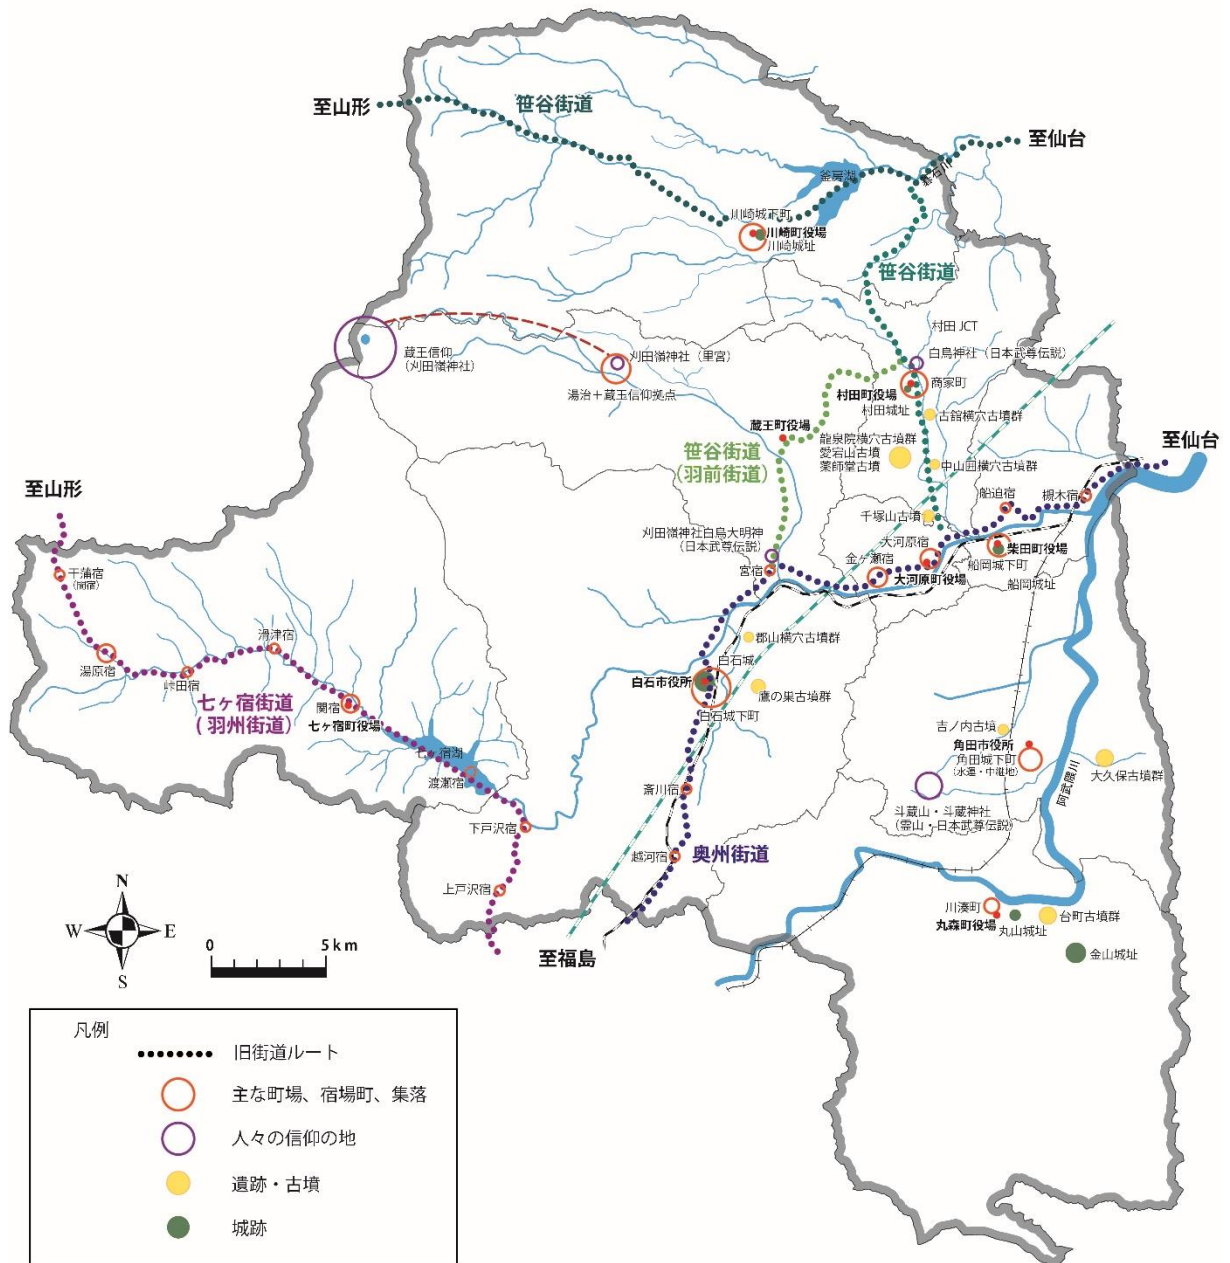 笹谷街道
至山形
至仙台
碁石川
釜房湖
川崎城下町
川崎町役場
川崎城址
笹谷街道
村田 JCT
蔵王信仰
(刈田嶺神社)
刈田嶺神社（里宮）
白鳥神社（日本武尊伝説）
湯治＋蔵王信仰拠点
商家町
村田町役場
村田城址
古舘横穴古墳群
蔵王町役場
龍泉院横穴古墳群
愛宕山古墳
薬師堂古墳
至仙台
笹谷街道
(羽前街道)
中山囲横穴古墳群
至山形
船迫宿
槻木宿
千塚山古墳
刈田嶺神社白鳥大明神
（日本武尊伝説）
大河原宿
柴田町役場
金ヶ瀬宿
宮宿
船岡城下町
大河原町役場
船岡城址
干蒲宿
(関宿)
滑津宿
郡山横穴古墳群
湯原宿
峠田宿
白石城
白石市役所
鷹の巣古墳群
七ヶ宿街道
( 羽州街道)
関宿
白石城下町
七ヶ宿町役場
吉ノ内古墳
角田市役所
七ヶ宿湖
角田城下町
(水運・中継地)
大久保古墳群
渡瀬宿
斎川宿
阿武隈川
斗蔵山・斗蔵神社
（霊山・日本武尊伝説）
下戸沢宿
越河宿
奥州街道
上戸沢宿
川湊町
丸森町役場
台町古墳群
丸山城址
N
W
E
S
0
5 km
至福島
金山城址
凡例
旧街道ルート
主な町場、宿場町、集落
人々の信仰の地
遺跡・古墳
城跡